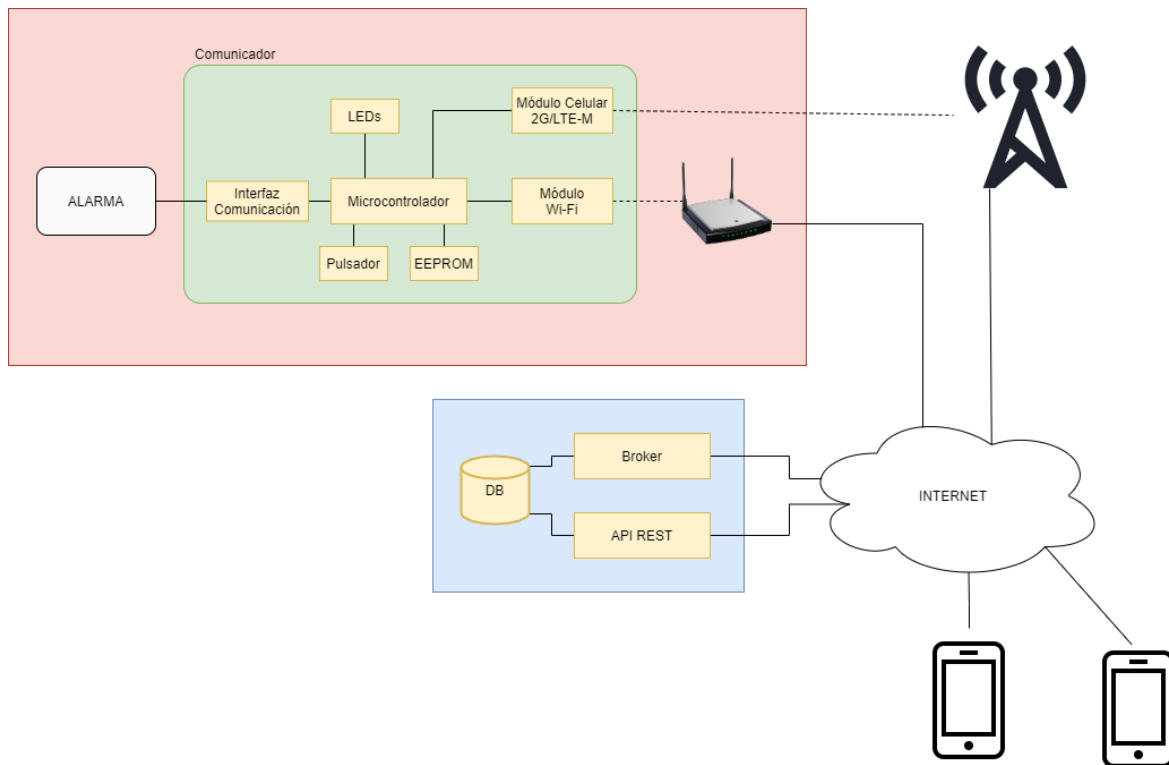 Comunicador
LEDs
Módulo Celular
2G/LTE-M
ALARMA
Interfaz
Comunicación
Microcontrolador
Módulo
Wi-Fi
Pulsador
EEPROM
DB
Broker
API REST
INTERNET